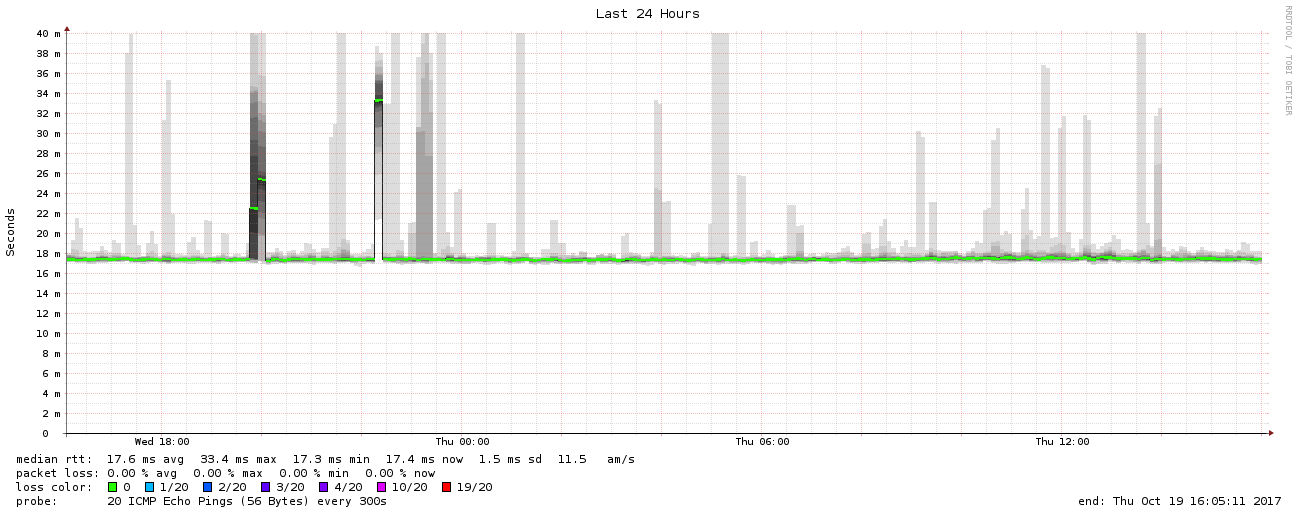 Last 24 Hours
RRDTOOL / TOBI OETIKER
Seconds
40 m
38 m
36 m
34 m
32 m
30 m
28 m
26 m
24 m
22 m
20 m
18 m
16 m
14 m
12 m
10 m
8 m
6 m
4 m
2 m
0
Wed 18:00 Thu 00:00 Thu 06:00 Thu 12:00
median rtt: 17.6 ms avg 33.4 ms max 17.3 ms min 17.4 ms now 1.5 ms sd 11.5 am/s
packet loss: 0.00 % avg 0.00 % max 0.00 % min 0.00 % now
loss color: 0 1/20 2/20 3/20 4/20 10/20 19/20
probe: 20 ICMP Echo Pings (56 Bytes) every 300s end: Thu Oct 19 16:05:11 2017